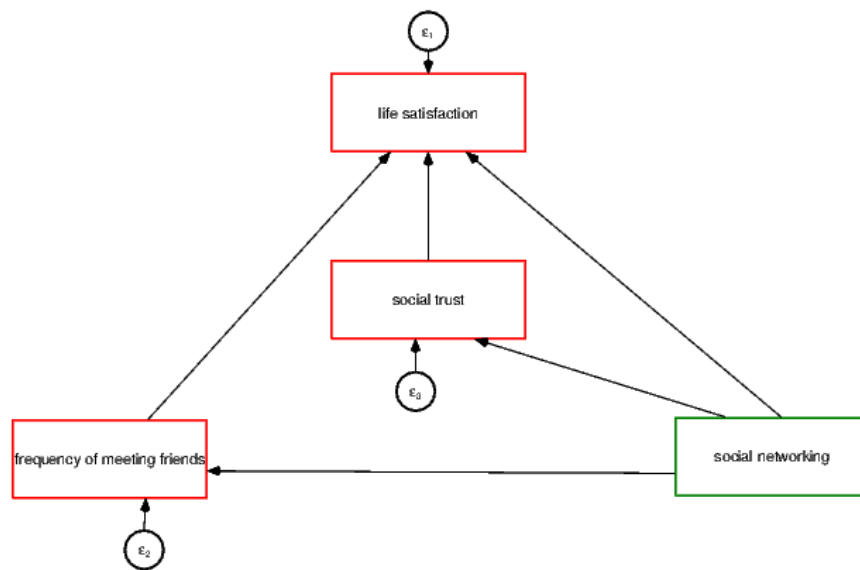 ε₁
life satisfaction
social trust
ε₃
frequency of meeting friends
social networking
ε₂